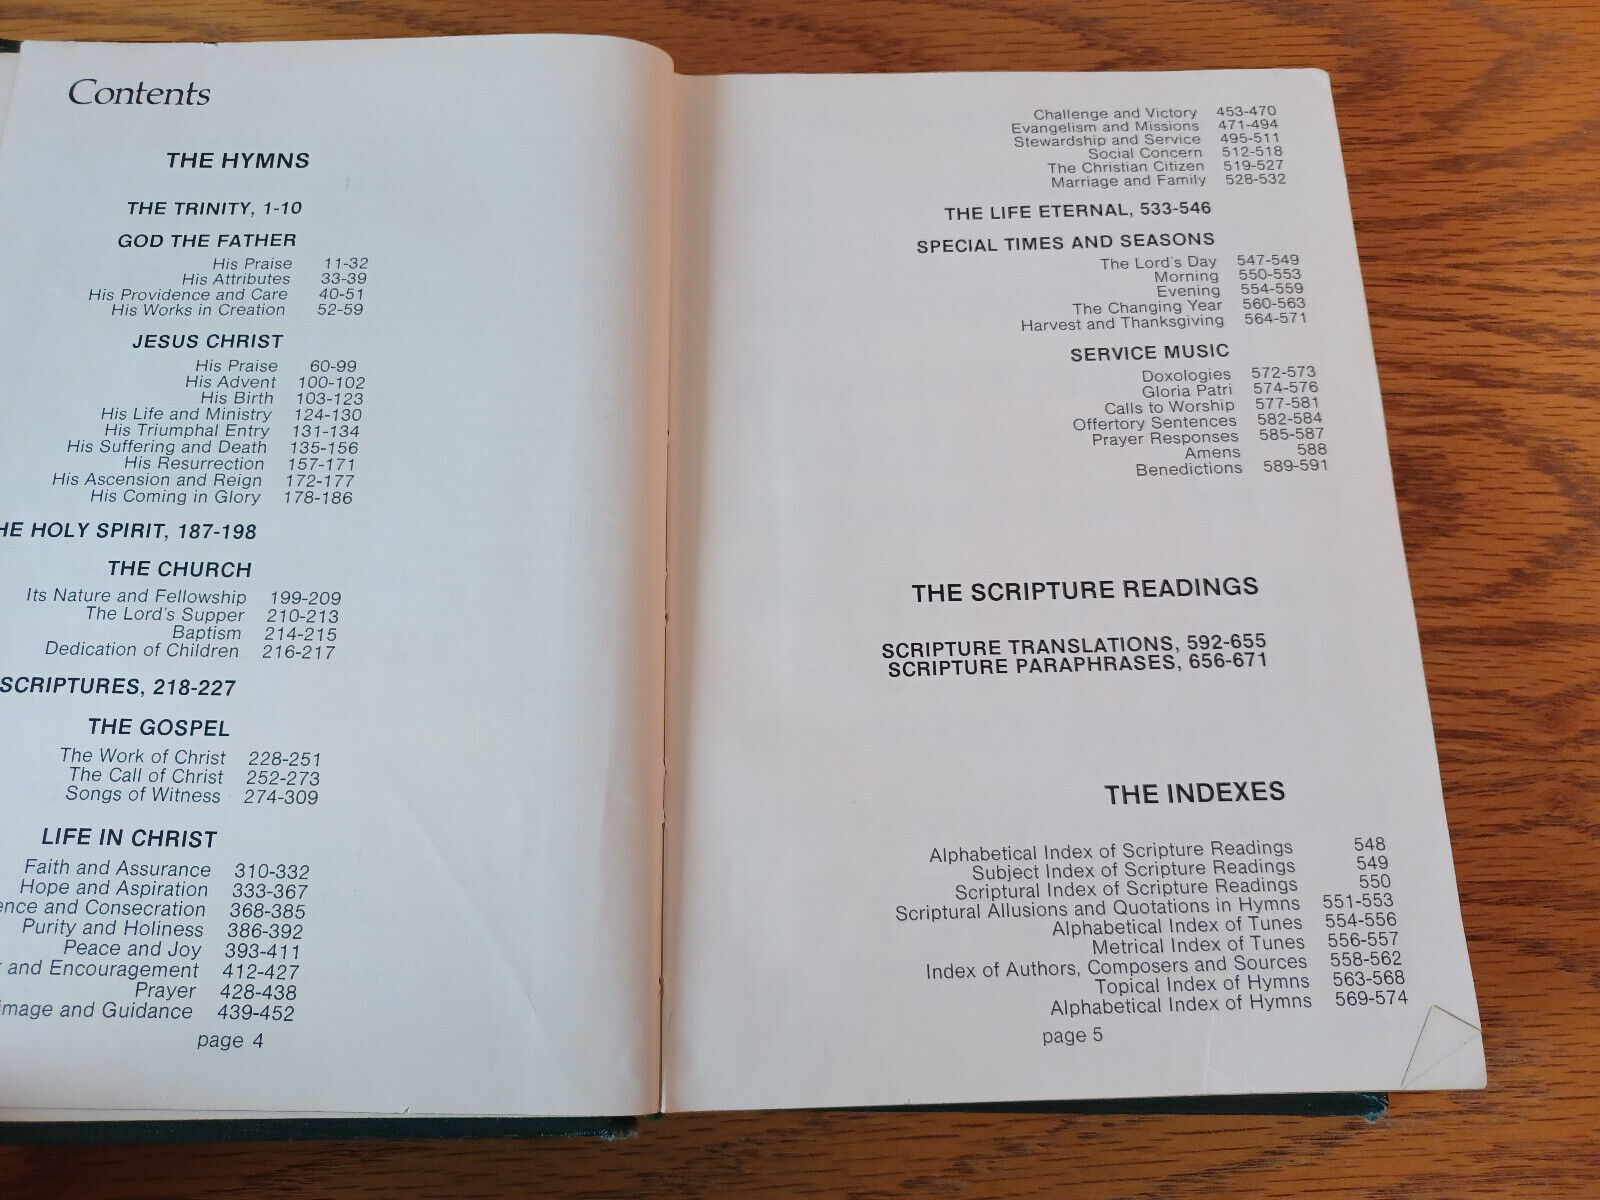 Contents
THE HYMNS
THE TRINITY, 1-10
GOD THE FATHER
His Praise 11-32
His Attributes 33-39
His Providence and Care 40-51
His Works in Creation 52-59
JESUS CHRIST
His Praise 60-99
His Advent 100-102
His Birth 103-123
His Life and Ministry 124-130
His Triumphal Entry 131-134
His Suffering and Death 135-156
His Resurrection 157-171
His Ascension and Reign 172-177
His Coming in Glory 178-186
HE HOLY SPIRIT, 187-198
THE CHURCH
Its Nature and Fellowship 199-209
The Lord's Supper 210-213
Baptism 214-215
Dedication of Children 216-217
SCRIPTURES, 218-227
THE GOSPEL
The Work of Christ 228-251
The Call of Christ 252-273
Songs of Witness 274-309
LIFE IN CHRIST
Faith and Assurance 310-332
Hope and Aspiration 333-367
ence and Consecration 368-385
Purity and Holiness 386-392
Peace and Joy 393-411
and Encouragement 412-427
Prayer 428-438
image and Guidance 439-452
page 4
Challenge and Victory 453-470
Evangelism and Missions 471-494
Stewardship and Service 495-511
Social Concern 512-518
The Christian Citizen 519-527
Marriage and Family 528-532
THE LIFE ETERNAL, 533-546
SPECIAL TIMES AND SEASONS
The Lord's Day 547-549
Morning 550-553
Evening 554-559
The Changing Year 560-563
Harvest and Thanksgiving 564-571
SERVICE MUSIC
Doxologies 572-573
Gloria Patri 574-576
Calls to Worship 577-581
Offertory Sentences 582-584
Prayer Responses 585-587
Amens 588
Benedictions 589-591
THE SCRIPTURE READINGS
SCRIPTURE TRANSLATIONS, 592-655
SCRIPTURE PARAPHRASES, 656-671
THE INDEXES
Alphabetical Index of Scripture Readings 548
Subject Index of Scripture Readings 549
Scriptural Index of Scripture Readings 550
Scriptural Allusions and Quotations in Hymns 551-553
Alphabetical Index of Tunes 554-556
Metrical Index of Tunes 556-557
Index of Authors, Composers and Sources 558-562
Topical Index of Hymns 563-568
Alphabetical Index of Hymns 569-574
page 5